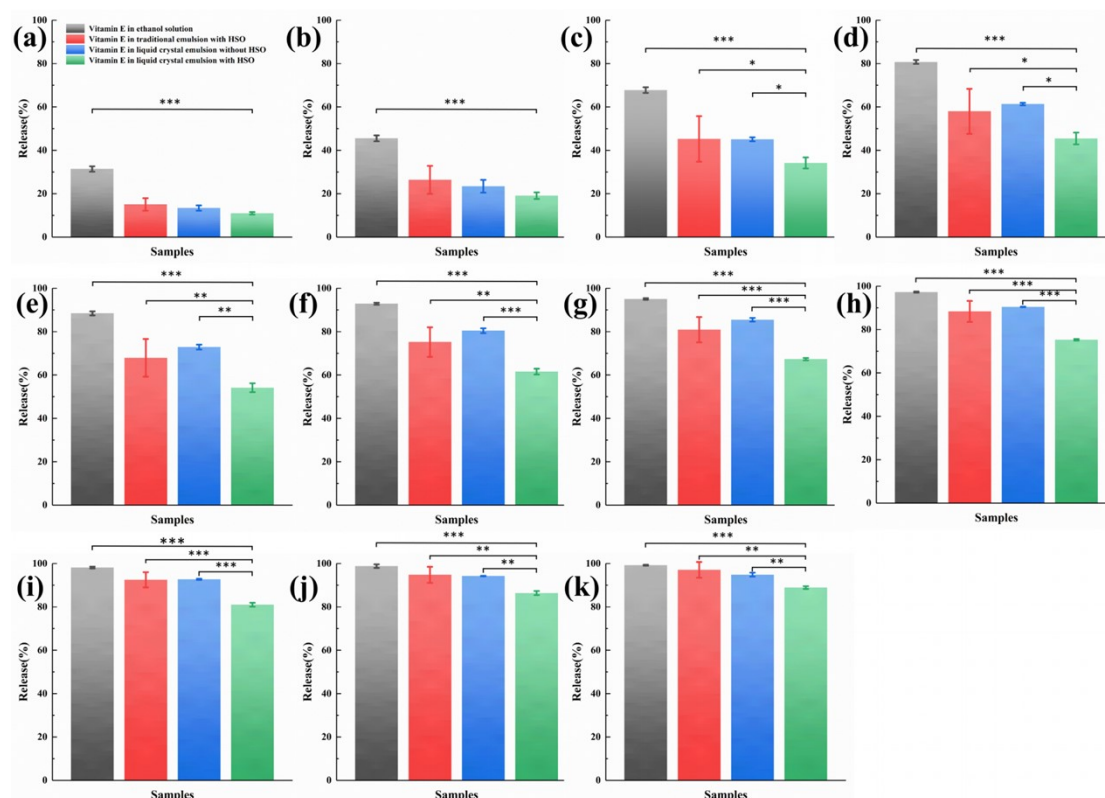 (a)
100
80
60
40
20
0
Release(%)
Vitamin E in ethanol solution
Vitamin E in traditional emulsion with HSO
Vitamin E in liquid crystal emulsion without HSO
Vitamin E in liquid crystal emulsion with HSO
***
Samples
(b)
100
80
60
40
20
0
Release(%)
***
Samples
(c)
100
80
60
40
20
0
Release(%)
***
*
*
Samples
(d)
100
80
60
40
20
0
Release(%)
***
*
*
Samples
(e)
100
80
60
40
20
0
Release(%)
***
**
**
Samples
(f)
100
80
60
40
20
0
Release(%)
***
**
***
Samples
(g)
100
80
60
40
20
0
Release(%)
***
***
***
Samples
(h)
100
80
60
40
20
0
Release(%)
***
***
***
Samples
(i)
100
80
60
40
20
0
Release(%)
***
***
***
Samples
(j)
100
80
60
40
20
0
Release(%)
***
**
**
Samples
(k)
100
80
60
40
20
0
Release(%)
***
**
**
Samples